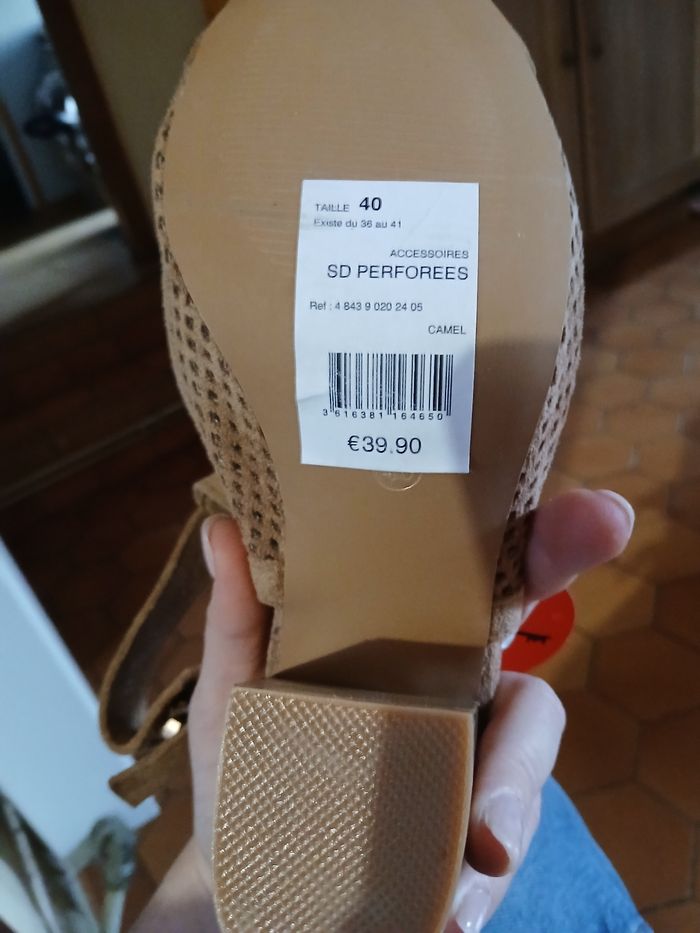 TAILLE 40
Existe du 36 au 41
ACCESSOIRES
SD PERFOREES
Ref : 4 843 9 020 24 05
CAMEL
3 616381 164650
€39.90